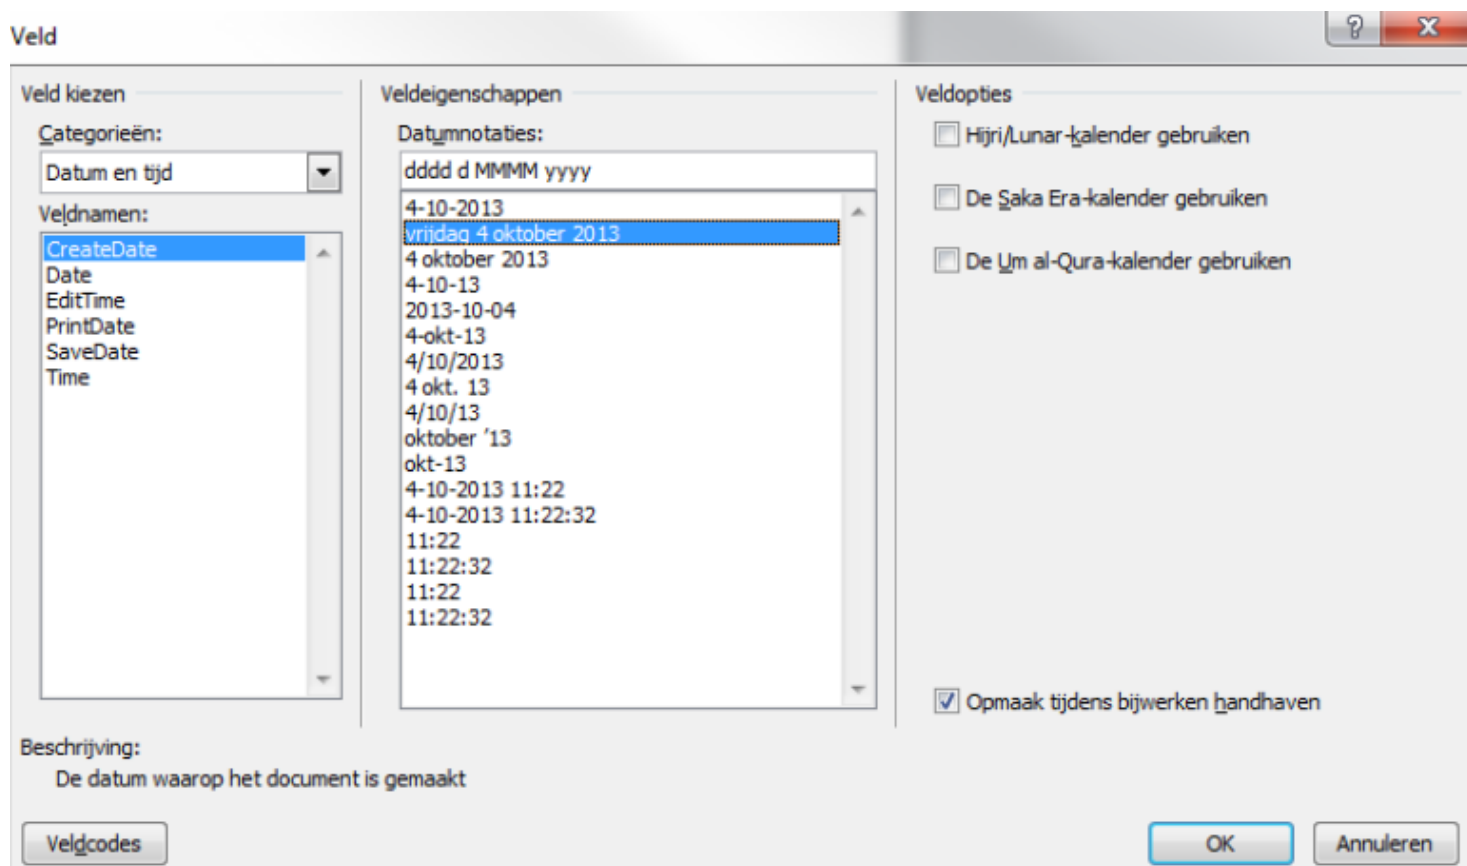 Veld
Veld kiezen
Categorieën:
Datum en tijd
Veldnamen:
CreateDate
Date
EditTime
PrintDate
SaveDate
Time
Veldeigenschappen
Datumnotaties:
dddd d MMMM yyyy
4-10-2013
vrijdag 4 oktober 2013
4 oktober 2013
4-10-13
2013-10-04
4-okt-13
4/10/2013
4 okt. 13
4/10/13
oktober ’13
okt-13
4-10-2013 11:22
4-10-2013 11:22:32
11:22
11:22:32
11:22
11:22:32
Veldopties
Hijri/Lunar-kalender gebruiken
De Saka Era-kalender gebruiken
De Um al-Qura-kalender gebruiken
Opmaak tijdens bijwerken handhaven
Beschrijving:
De datum waarop het document is gemaakt
Veldcodes
OK
Annuleren